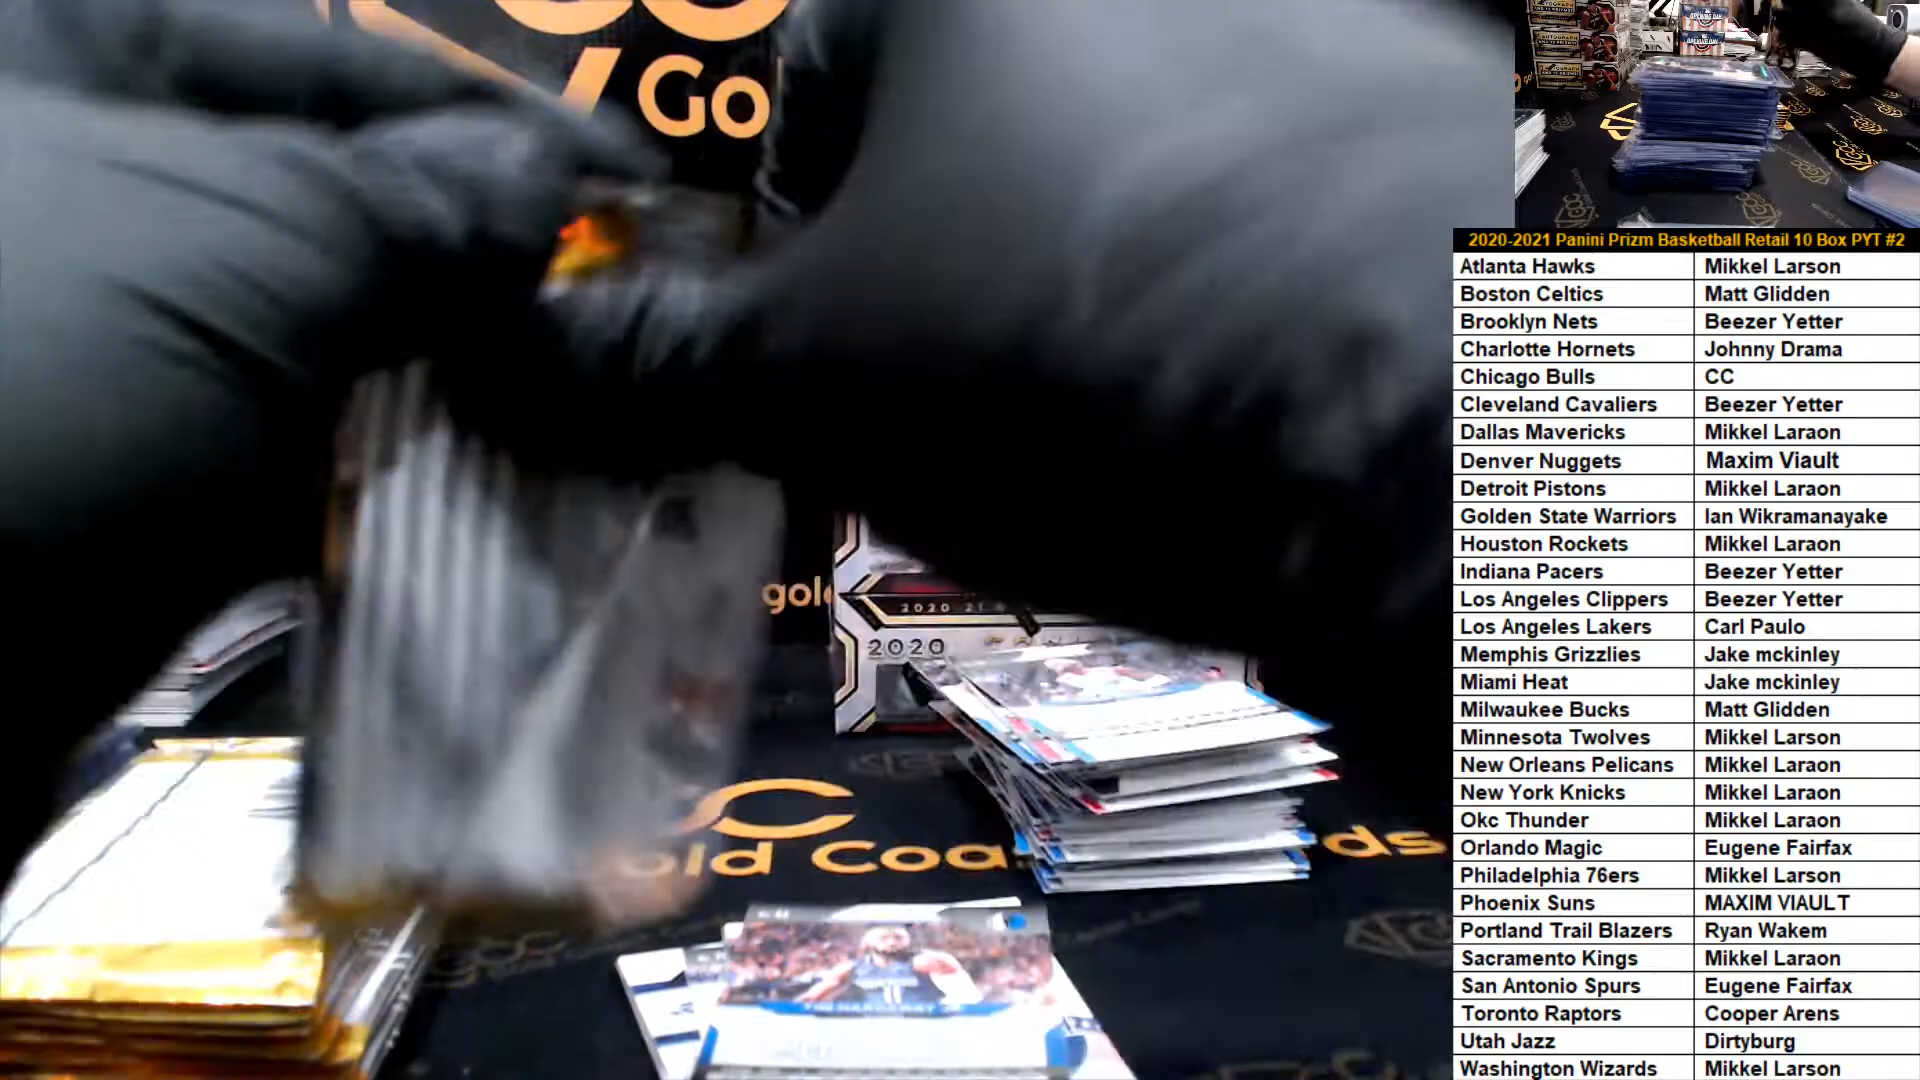 Go
AUTOGRAPH
OPENING DAY
OPENING DAY
2020-2021 Panini Prizm Basketball Retail 10 Box PYT #2
Atlanta Hawks Mikkel Larson
Boston Celtics Matt Glidden
Brooklyn Nets Beezer Yetter
Charlotte Hornets Johnny Drama
Chicago Bulls CC
Cleveland Cavaliers Beezer Yetter
Dallas Mavericks Mikkel Laraon
Denver Nuggets Maxim Viault
Detroit Pistons Mikkel Laraon
Golden State Warriors Ian Wikramanayake
Houston Rockets Mikkel Laraon
Indiana Pacers Beezer Yetter
Los Angeles Clippers Beezer Yetter
Los Angeles Lakers Carl Paulo
Memphis Grizzlies Jake mckinley
Miami Heat Jake mckinley
Milwaukee Bucks Matt Glidden
Minnesota Twolves Mikkel Larson
New Orleans Pelicans Mikkel Laraon
New York Knicks Mikkel Laraon
Okc Thunder Mikkel Laraon
Orlando Magic Eugene Fairfax
Philadelphia 76ers Mikkel Larson
Phoenix Suns MAXIM VIAULT
Portland Trail Blazers Ryan Wakem
Sacramento Kings Mikkel Laraon
San Antonio Spurs Eugene Fairfax
Toronto Raptors Cooper Arens
Utah Jazz Dirtyburg
Washington Wizards Mikkel Larson
gol
2020 21
2020
old Coa rds